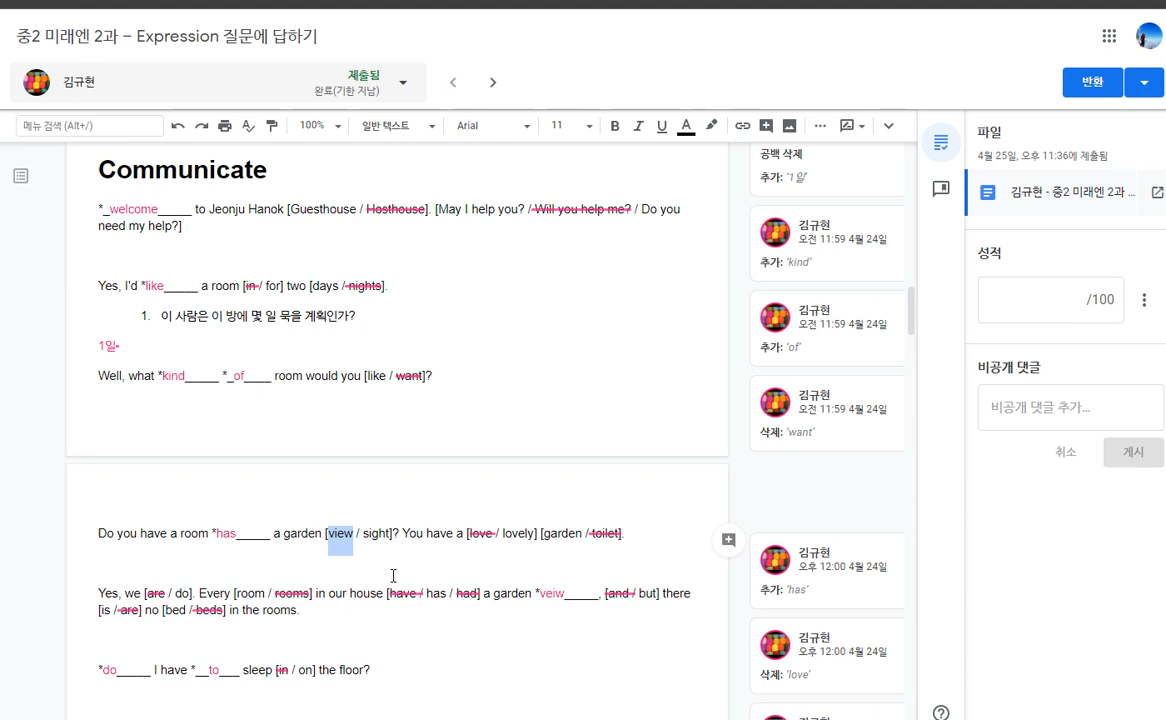 중2 미래엔 2과 – Expression 질문에 답하기
김규현
제출됨
완료(기한 지남)
반환
메뉴 검색 (Alt+/)
100%
일반 텍스트
Arial
11
B I U A
Communicate
*_welcome_____ to Jeonju Hanok [Guesthouse / Hosthouse]. [May I help you? / Will you help me? / Do you
need my help?]
Yes, I'd *like_____ a room [in / for] two [days / nights].
1. 이 사람은 이 방에 몇 일 묵을 계획인가?
1일
Well, what *kind_____ *_of____ room would you [like / want]?
Do you have a room *has_____ a garden [view / sight]? You have a [love / lovely] [garden / toilet].
Yes, we [are / do]. Every [room / rooms] in our house [have / has / had] a garden *veiw_____, [and / but] there
[is / are] no [bed / beds] in the rooms.
*do_____ I have *__to___ sleep [in / on] the floor?
공백 삭제
추가: '1일'
김규현
오전 11:59 4월 24일
추가: 'kind'
김규현
오전 11:59 4월 24일
추가: 'of'
김규현
오전 11:59 4월 24일
삭제: 'want'
김규현
오후 12:00 4월 24일
추가: 'has'
김규현
오후 12:00 4월 24일
삭제: 'love'
파일
4월 25일, 오후 11:36에 제출됨
김규현 - 중2 미래엔 2과 ...
성적
/100
비공개 댓글
비공개 댓글 추가...
취소
게시